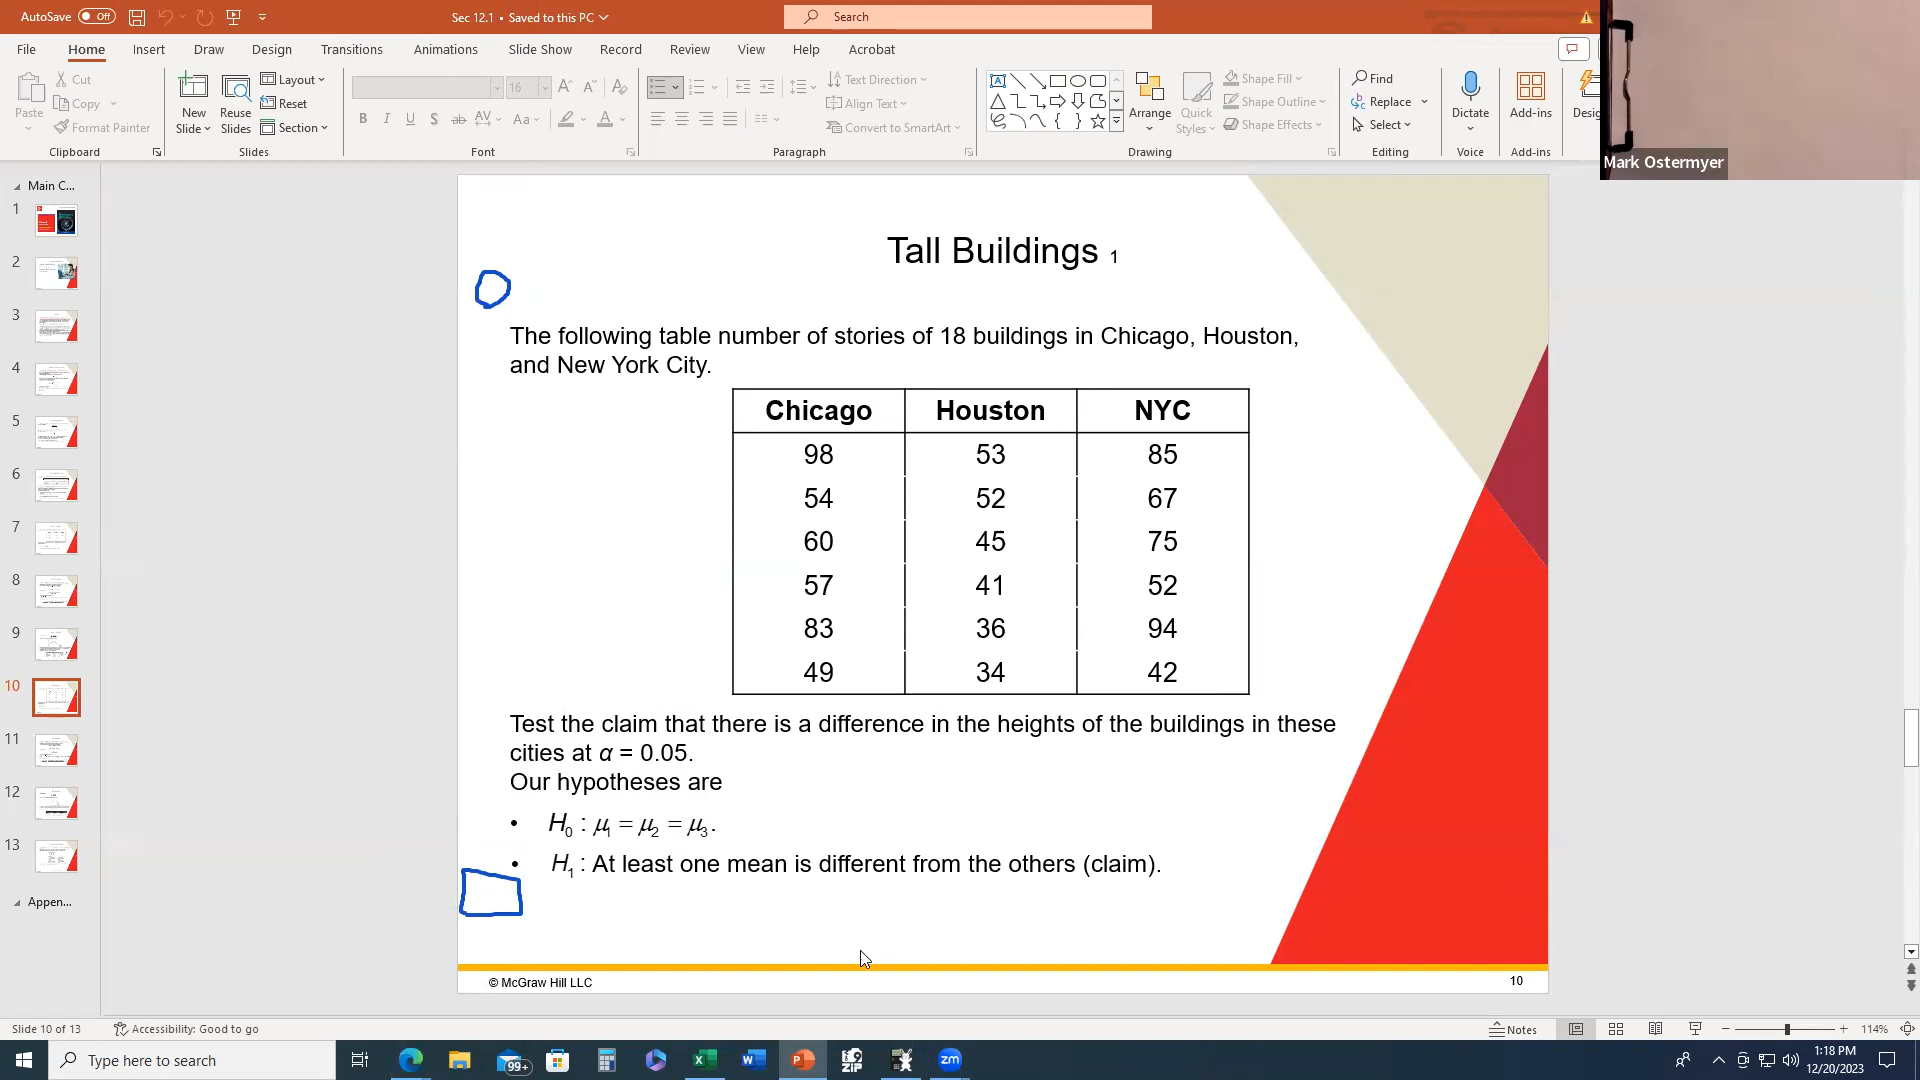 AutoSave Off Sec 12.1 • Saved to this PC Search
File Home Insert Draw Design Transitions Animations Slide Show Record Review View Help Acrobat
Paste Cut Copy Format Painter Clipboard
New Slide Reuse Slides Layout Reset Section Slides
16 B I U S ab AV Aa A Font
Text Direction Align Text Convert to SmartArt Paragraph
Arrange Quick Styles Shape Fill Shape Outline Shape Effects Drawing
Find Replace Select Editing
Dictate Voice
Add-ins Add-ins
Mark Ostermyer
Main C...
1
2
3
4
5
6
7
8
9
10
11
12
13
Appen...
Tall Buildings 1
The following table number of stories of 18 buildings in Chicago, Houston,
and New York City.
Chicago Houston NYC
98 53 85
54 52 67
60 45 75
57 41 52
83 36 94
49 34 42
Test the claim that there is a difference in the heights of the buildings in these
cities at α = 0.05.
Our hypotheses are
• H₀ : μ₁ = μ₂ = μ₃.
• H₁ : At least one mean is different from the others (claim).
© McGraw Hill LLC 10
Slide 10 of 13 Accessibility: Good to go Notes 114%
Type here to search 99+ zm 1:18 PM
12/20/2023